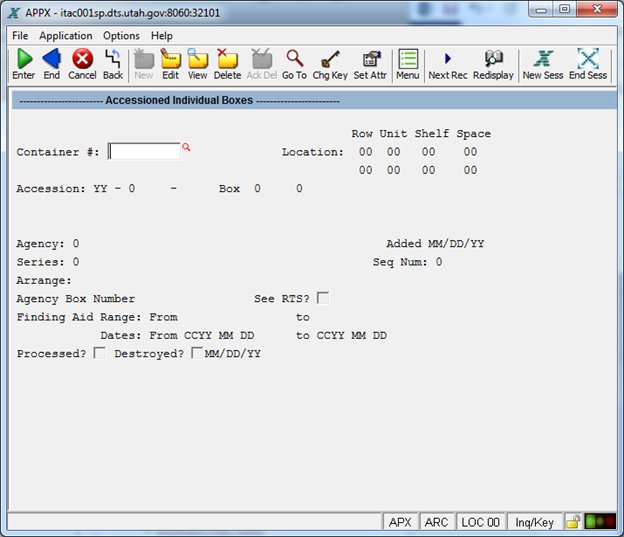 APPX - itac001sp.dts.utah.gov:8060:32101
File Application Options Help
Enter End Cancel Back New Edit View Delete Ack Del Go To Chg Key Set Attr Menu Next Rec Redisplay New Sess End Sess
------------------------ Accessioned Individual Boxes ------------------------
Row Unit Shelf Space
Container #: Location: 00 00 00 00
00 00 00 00
Accession: YY - 0 - Box 0 0
Agency: 0 Added MM/DD/YY
Series: 0 Seq Num: 0
Arrange:
Agency Box Number See RTS?
Finding Aid Range: From to
Dates: From CCYY MM DD to CCYY MM DD
Processed? Destroyed? MM/DD/YY
APX ARC LOC 00 Inq/Key